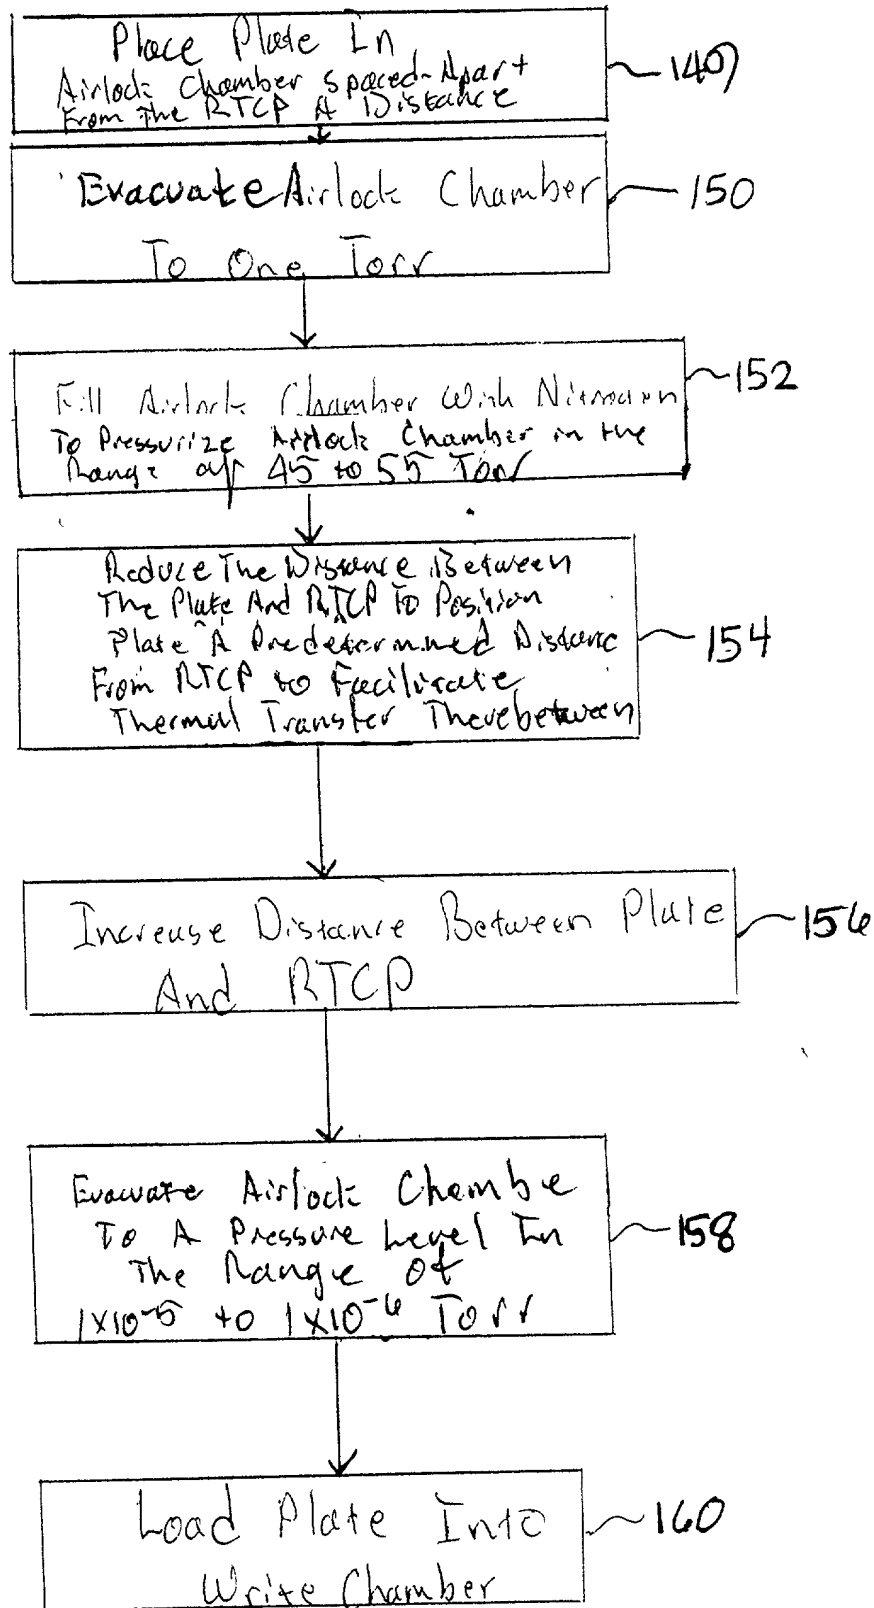 Place Plate In
Airlock Chamber Spaced-Apart
From The RTCP A Distance
149
Evacuate Airlock Chamber
To One Torr
150
Fill Airlock Chamber With Nitrogen
To Pressurize Airlock Chamber in the
Range of 45 to 55 Torr
152
Reduce The Distance Between
The Plate And RTCP To Position
Plate A Predetermined Distance
From RTCP to Facilitate
Thermal Transfer Therebetween
154
Increase Distance Between Plate
And RTCP
156
Evacuate Airlock Chambe
To A Pressure Level In
The Range Of
1x10⁻⁵ to 1x10⁻⁶ Torr
158
Load Plate Into
Write Chamber
160